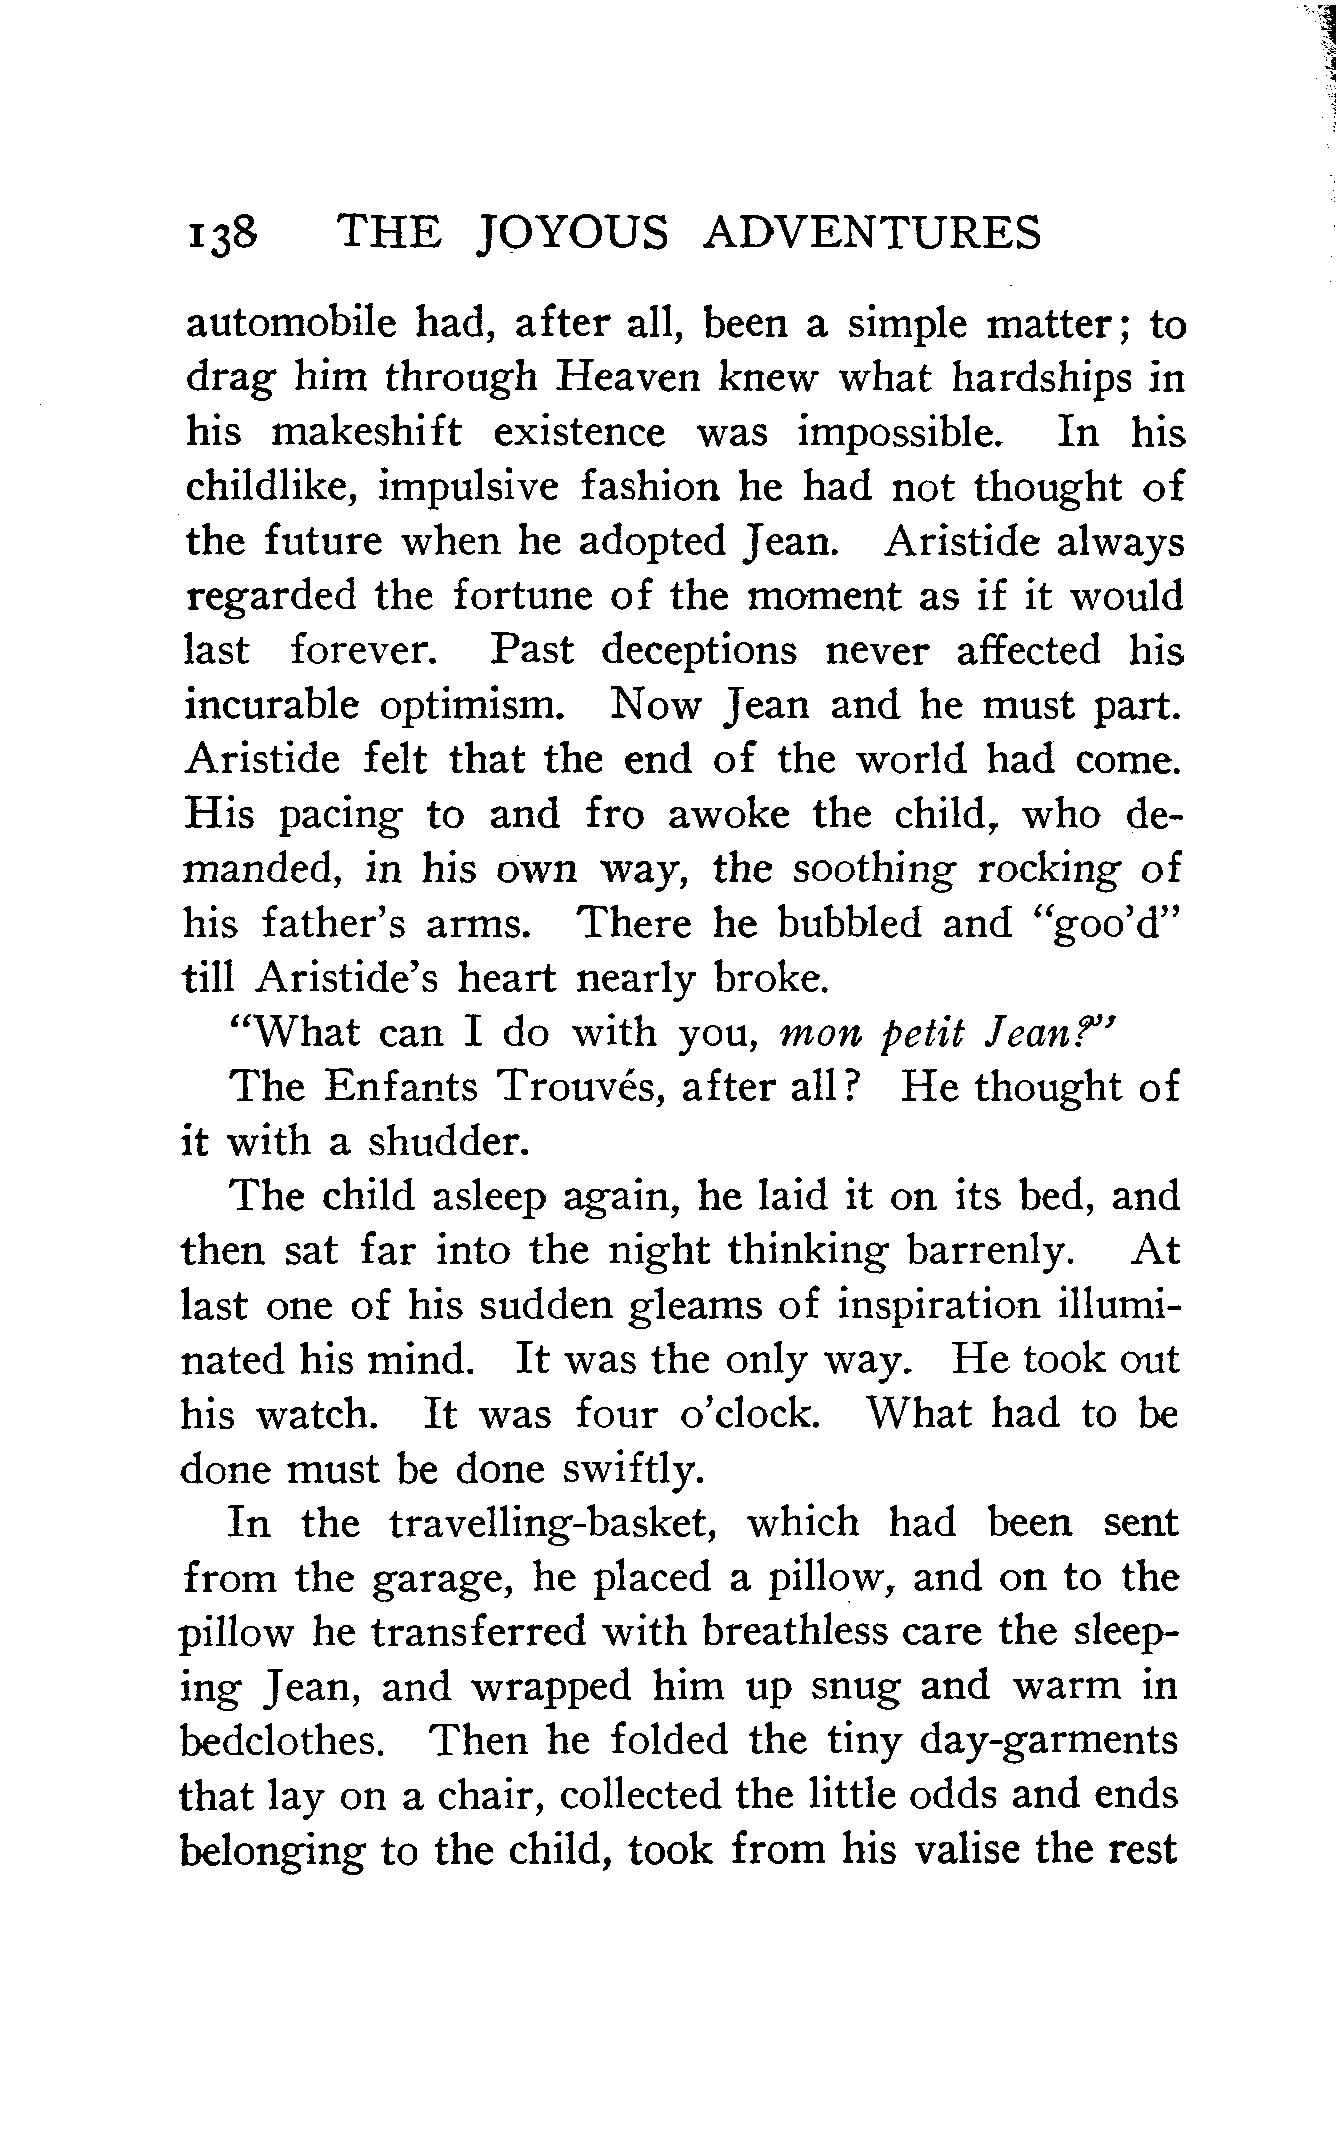 138 THE JOYOUS ADVENTURES
automobile had, after all, been a simple matter; to
drag him through Heaven knew what hardships in
his makeshift existence was impossible. In his
childlike, impulsive fashion he had not thought of
the future when he adopted Jean. Aristide always
regarded the fortune of the moment as if it would
last forever. Past deceptions never affected his
incurable optimism. Now Jean and he must part.
Aristide felt that the end of the world had come.
His pacing to and fro awoke the child, who de-
manded, in his own way, the soothing rocking of
his father's arms. There he bubbled and "goo'd"
till Aristide's heart nearly broke.
"What can I do with you, mon petit Jean?"
The Enfants Trouvés, after all? He thought of
it with a shudder.
The child asleep again, he laid it on its bed, and
then sat far into the night thinking barrenly. At
last one of his sudden gleams of inspiration illumi-
nated his mind. It was the only way. He took out
his watch. It was four o'clock. What had to be
done must be done swiftly.
In the travelling-basket, which had been sent
from the garage, he placed a pillow, and on to the
pillow he transferred with breathless care the sleep-
ing Jean, and wrapped him up snug and warm in
bedclothes. Then he folded the tiny day-garments
that lay on a chair, collected the little odds and ends
belonging to the child, took from his valise the rest